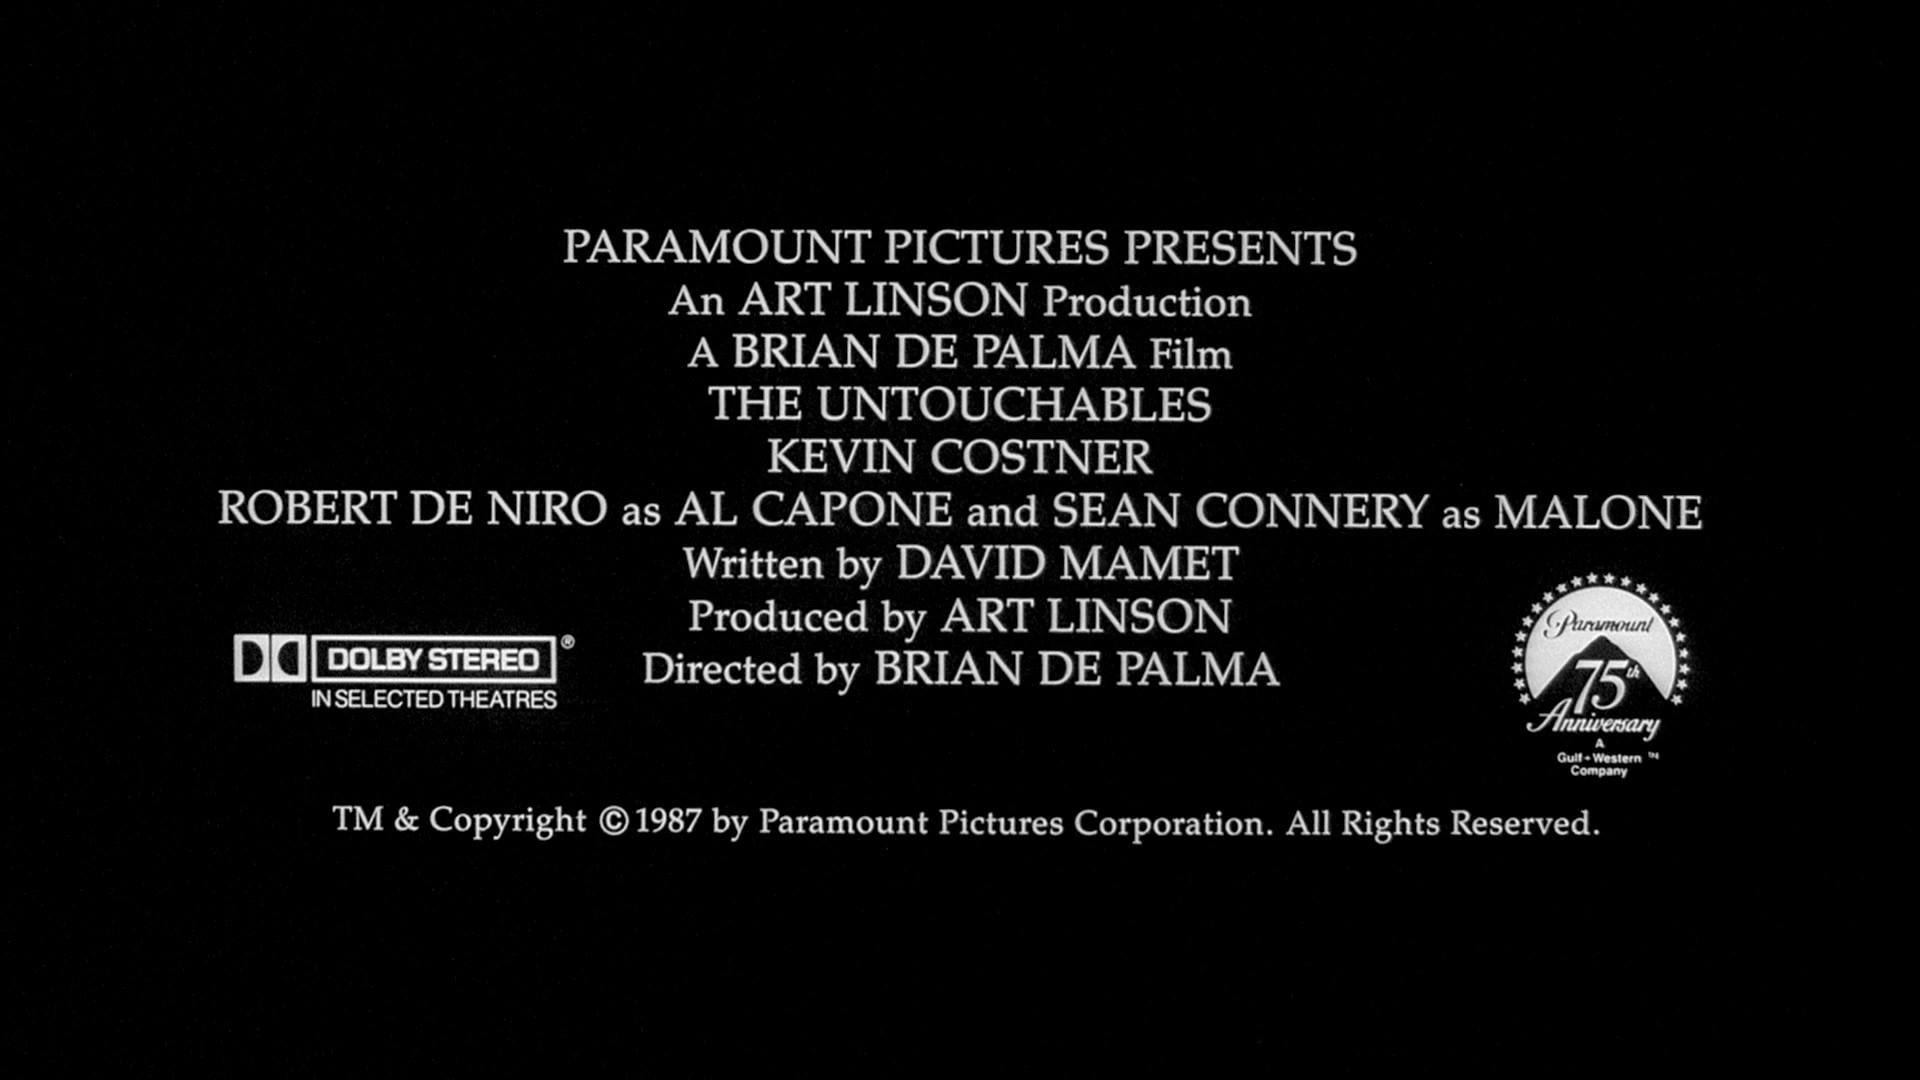 PARAMOUNT PICTURES PRESENTS
An ART LINSON Production
A BRIAN DE PALMA Film
THE UNTOUCHABLES
KEVIN COSTNER
ROBERT DE NIRO as AL CAPONE and SEAN CONNERY as MALONE
Written by DAVID MAMET
Produced by ART LINSON
Directed by BRIAN DE PALMA
DOLBY STEREO ®
IN SELECTED THEATRES
Paramount
75th
Anniversary
A
Gulf+Western TM
Company
TM & Copyright ©1987 by Paramount Pictures Corporation. All Rights Reserved.